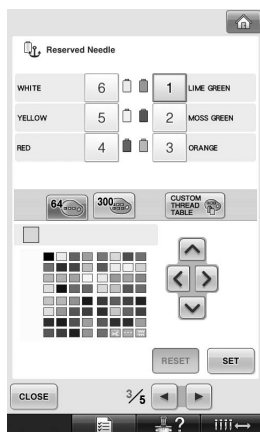 Reserved Needle
WHITE 6 1 LIME GREEN
YELLOW 5 2 MOSS GREEN
RED 4 3 ORANGE
64 300 CUSTOM
THREAD
TABLE
RESET SET
CLOSE 3/5
?